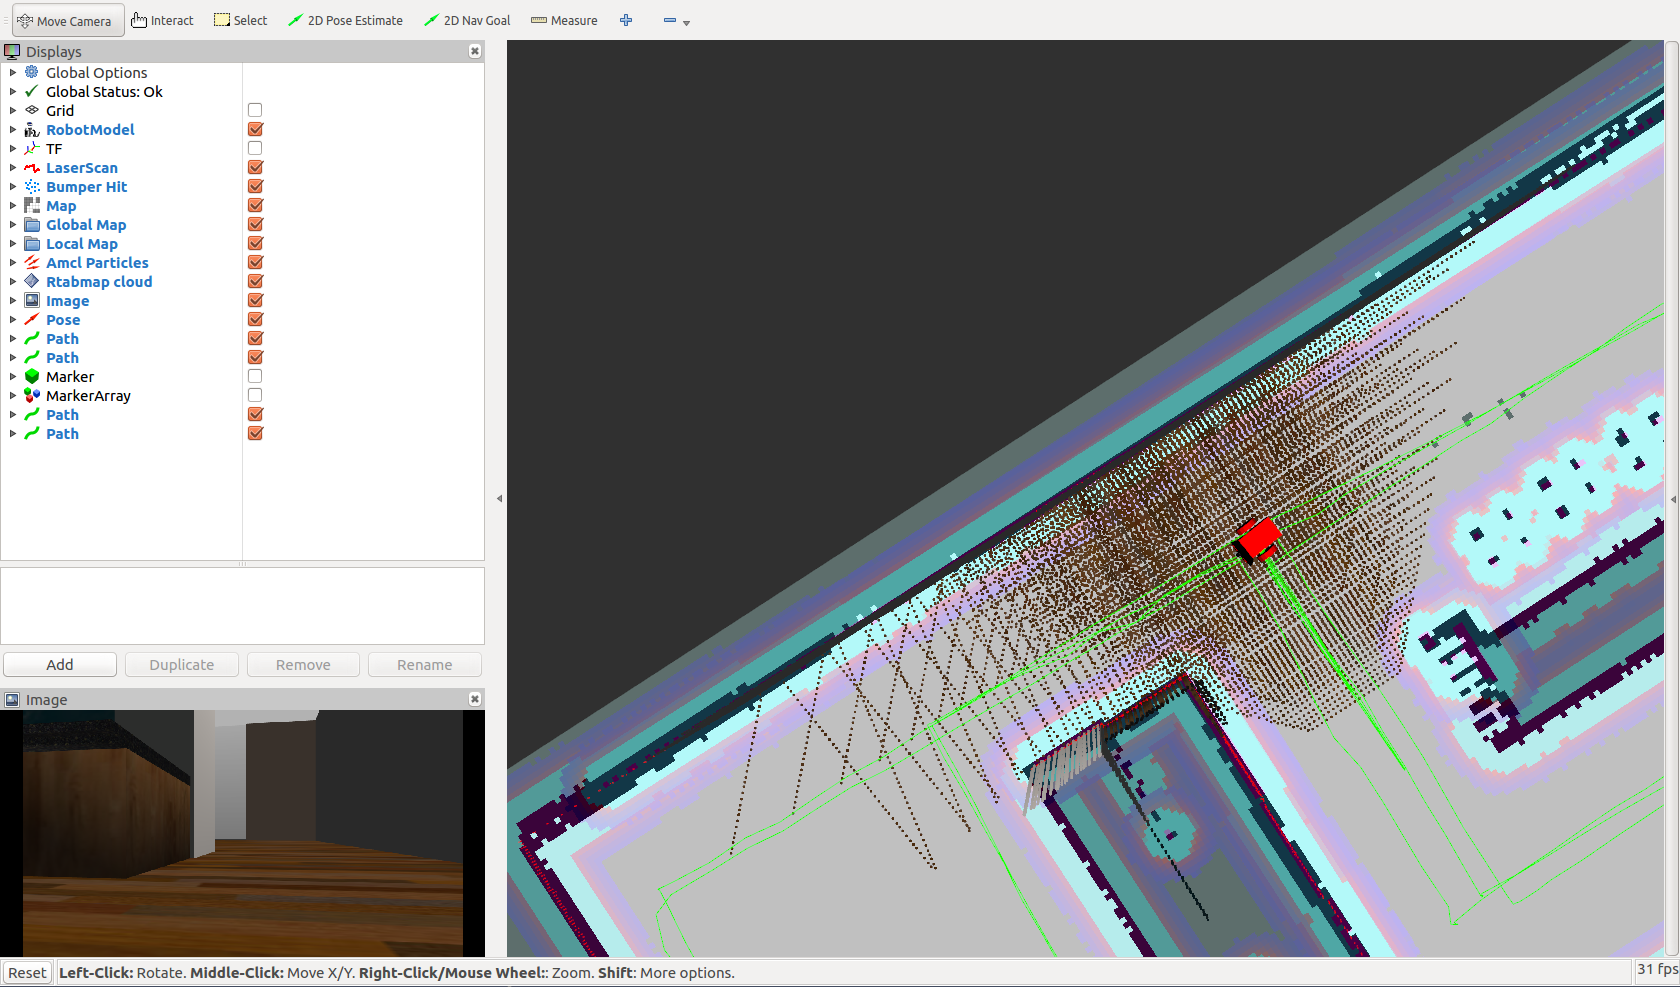 Move Camera Interact Select 2D Pose Estimate 2D Nav Goal Measure
Displays
Global Options
Global Status: Ok
Grid
RobotModel
TF
LaserScan
Bumper Hit
Map
Global Map
Local Map
Amcl Particles
Rtabmap cloud
Image
Pose
Path
Path
Marker
MarkerArray
Path
Path
Add Duplicate Remove Rename
Image
Reset Left-Click: Rotate. Middle-Click: Move X/Y. Right-Click/Mouse Wheel:: Zoom. Shift: More options. 31 fps